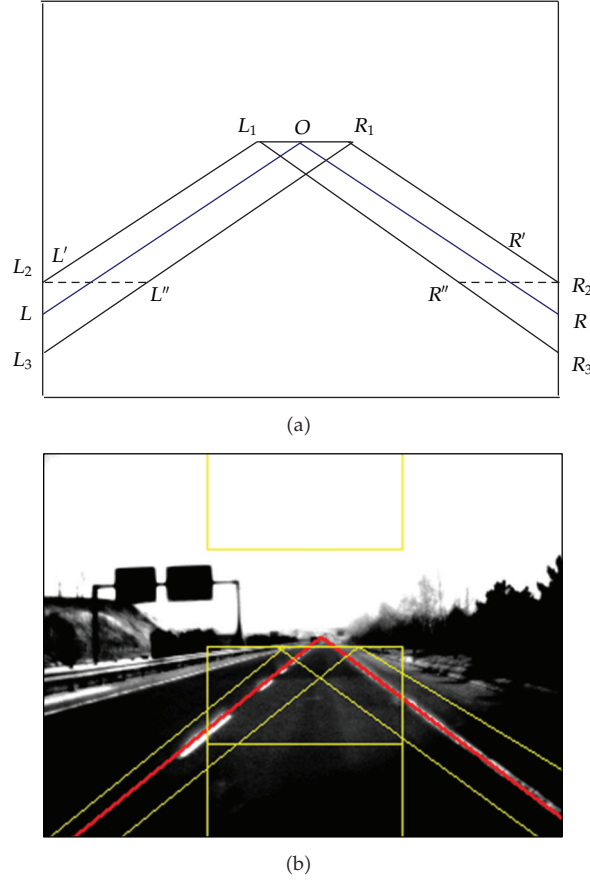 L₁ O R₁
L₂ L′ R′
L″ R″ R₂
L R
L₃ R₃
(a)
(b)